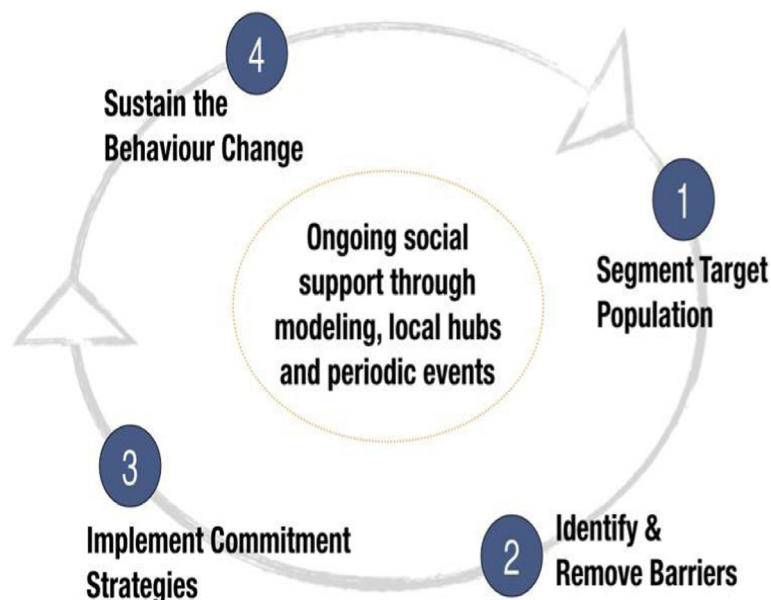 4
Sustain the
Behaviour Change
1
Segment Target
Population
Ongoing social
support through
modeling, local hubs
and periodic events
3
Implement Commitment
Strategies
2
Identify &
Remove Barriers